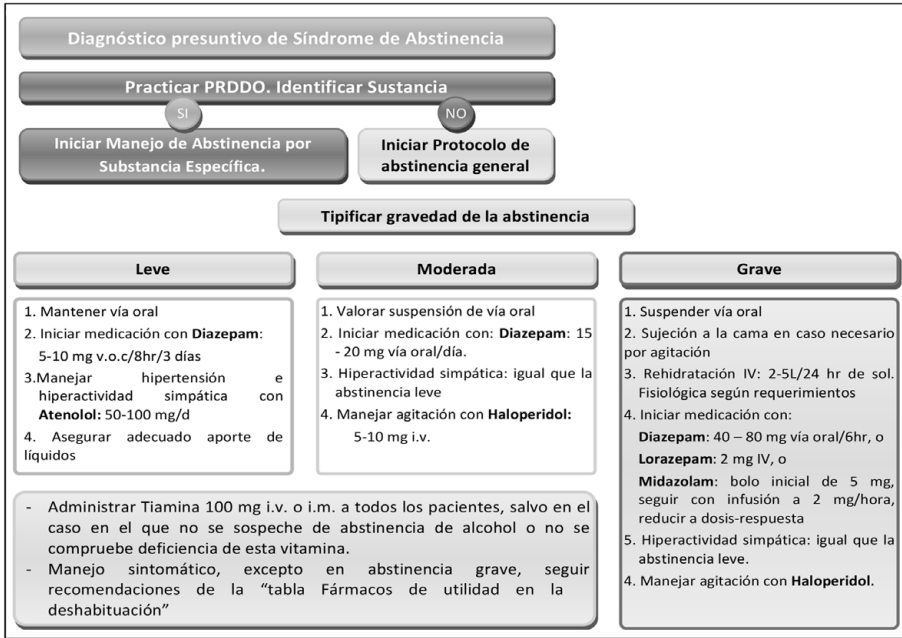 Diagnóstico presuntivo de Síndrome de Abstinencia
Practicar PRDDO. Identificar Sustancia
SI
NO
Iniciar Manejo de Abstinencia por
Substancia Específica.
Iniciar Protocolo de
abstinencia general
Tipificar gravedad de la abstinencia
Leve
1. Mantener vía oral
2. Iniciar medicación con Diazepam:
5-10 mg v.o.c/8hr/3 días
3.Manejar hipertensión e
hiperactividad simpática con
Atenolol: 50-100 mg/d
4. Asegurar adecuado aporte de
líquidos
Moderada
1. Valorar suspensión de vía oral
2. Iniciar medicación con: Diazepam: 15
- 20 mg vía oral/día.
3. Hiperactividad simpática: igual que la
abstinencia leve
4. Manejar agitación con Haloperidol:
5-10 mg i.v.
Grave
1. Suspender vía oral
2. Sujeción a la cama en caso necesario
por agitación
3. Rehidratación IV: 2-5L/24 hr de sol.
Fisiológica según requerimientos
4. Iniciar medicación con:
Diazepam: 40 – 80 mg vía oral/6hr, o
Lorazepam: 2 mg IV, o
Midazolam: bolo inicial de 5 mg,
seguir con infusión a 2 mg/hora,
reducir a dosis-respuesta
5. Hiperactividad simpática: igual que la
abstinencia leve.
4. Manejar agitación con Haloperidol.
- Administrar Tiamina 100 mg i.v. o i.m. a todos los pacientes, salvo en el
caso en el que no se sospeche de abstinencia de alcohol o no se
compruebe deficiencia de esta vitamina.
- Manejo sintomático, excepto en abstinencia grave, seguir
recomendaciones de la “tabla Fármacos de utilidad en la
deshabituación”